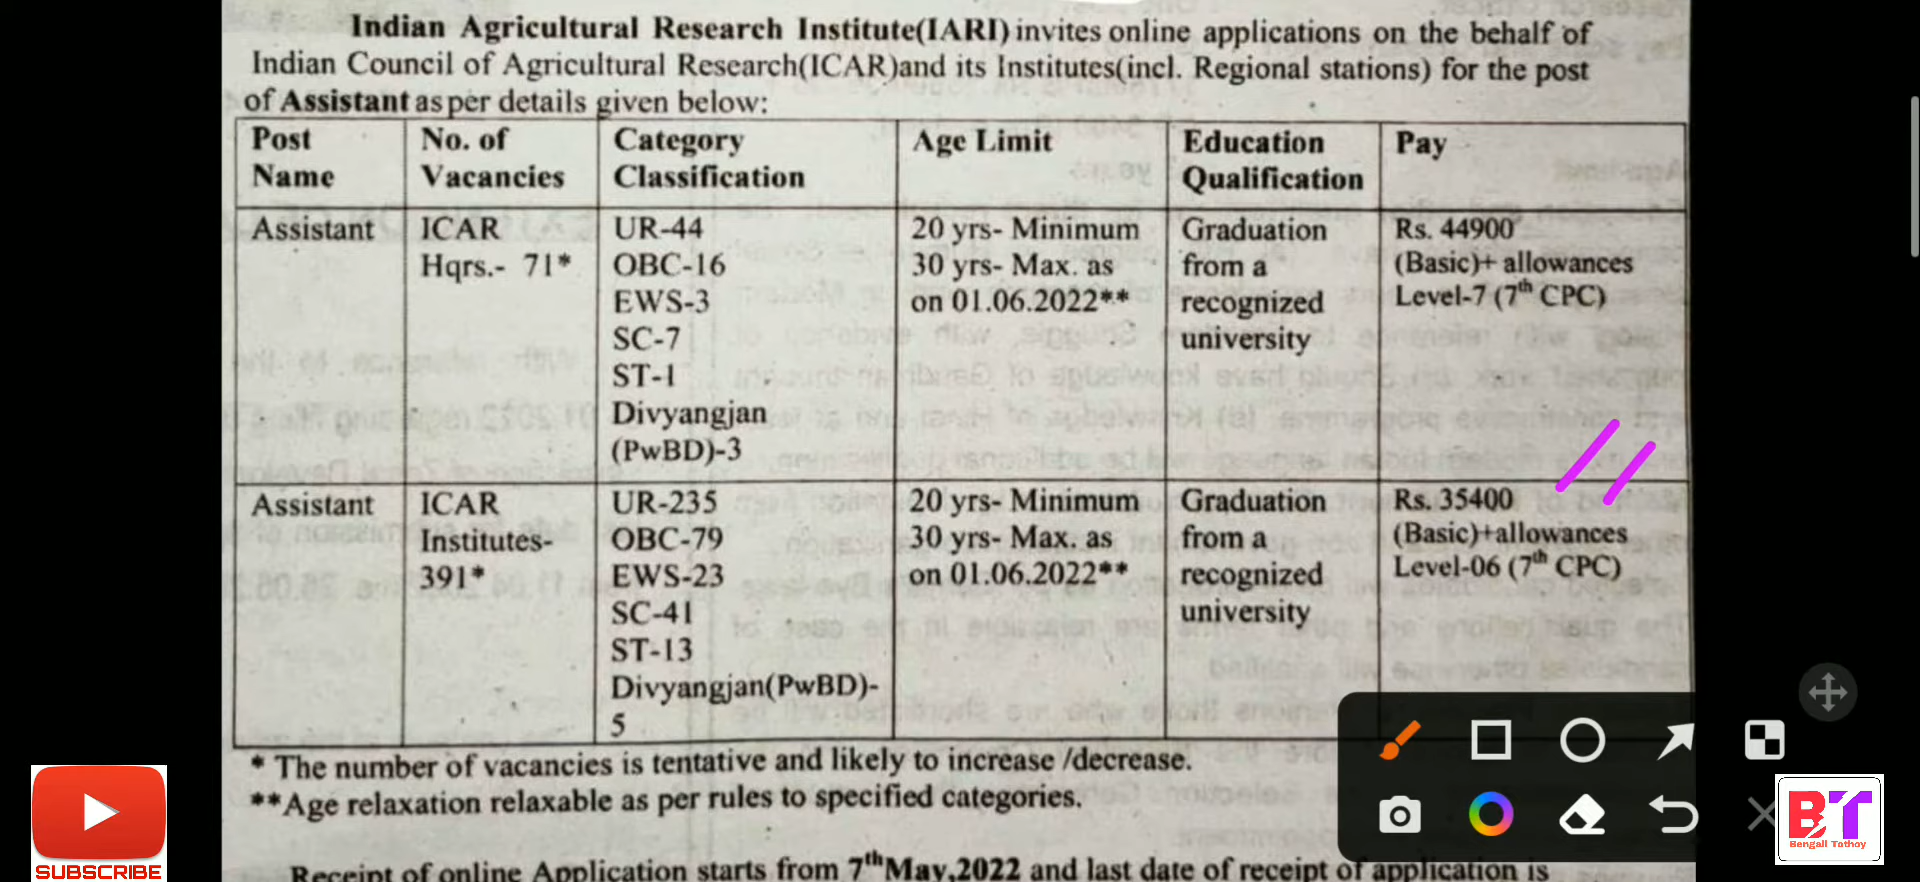 Indian Agricultural Research Institute(IARI) invites online applications on the behalf of
Indian Council of Agricultural Research(ICAR)and its Institutes(incl. Regional stations) for the post
of Assistant as per details given below:
Post Name
No. of Vacancies
Category Classification
Age Limit
Education Qualification
Pay
Assistant
ICAR
Hqrs.- 71*
UR-44
OBC-16
EWS-3
SC-7
ST-1
Divyangjan
(PwBD)-3
20 yrs- Minimum
30 yrs- Max. as
on 01.06.2022**
Graduation
from a
recognized
university
Rs. 44900
(Basic)+ allowances
Level-7 (7th CPC)
Assistant
ICAR
Institutes-
391*
UR-235
OBC-79
EWS-23
SC-41
ST-13
Divyangjan(PwBD)-
5
20 yrs- Minimum
30 yrs- Max. as
on 01.06.2022**
Graduation
from a
recognized
university
Rs. 35400
(Basic)+allowances
Level-06 (7th CPC)
* The number of vacancies is tentative and likely to increase /decrease.
**Age relaxation relaxable as per rules to specified categories.
Receipt of online Application starts from 7th May,2022 and last date of receipt of application is
SUBSCRIBE
BT
Bengali Tathoy